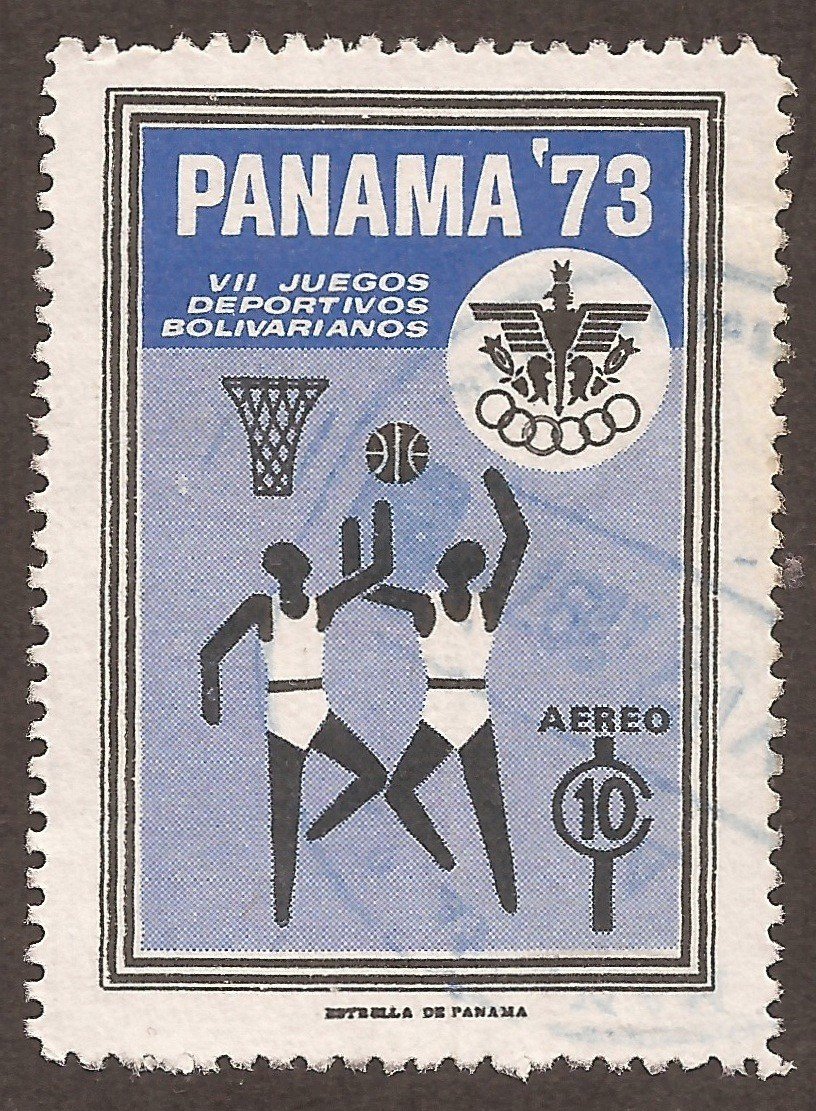 PANAMA '73
VII JUEGOS
DEPORTIVOS
BOLIVARIANOS
AEREO
10 C
ESTRELLA DE PANAMA